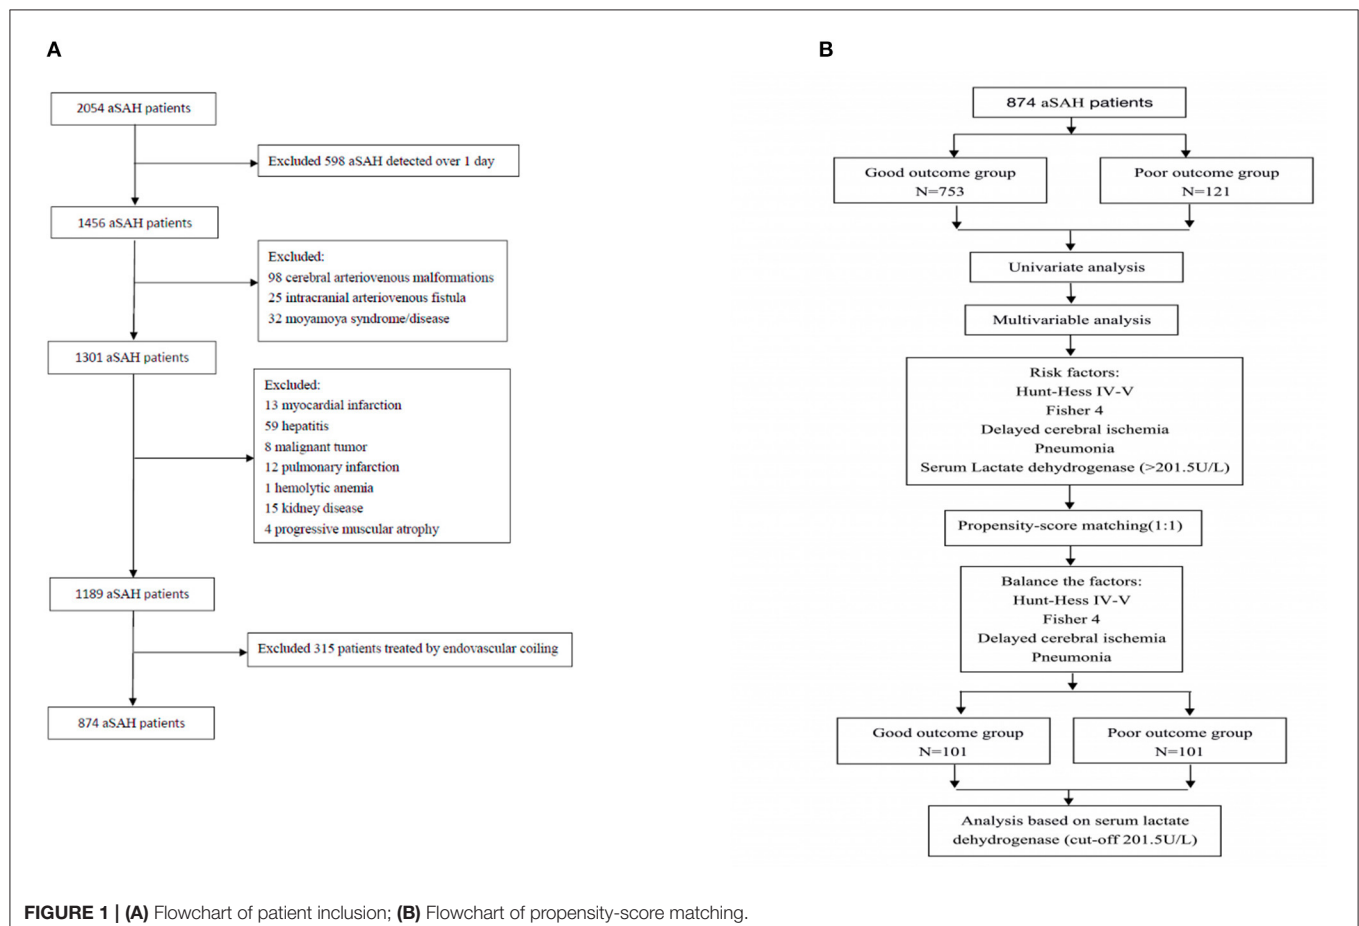 A
2054 aSAH patients
Excluded 598 aSAH detected over 1 day
1456 aSAH patients
Excluded:
98 cerebral arteriovenous malformations
25 intracranial arteriovenous fistula
32 moyamoya syndrome/disease
1301 aSAH patients
Excluded:
13 myocardial infarction
59 hepatitis
8 malignant tumor
12 pulmonary infarction
1 hemolytic anemia
15 kidney disease
4 progressive muscular atrophy
1189 aSAH patients
Excluded 315 patients treated by endovascular coiling
874 aSAH patients
B
874 aSAH patients
Good outcome group
N=753
Poor outcome group
N=121
Univariate analysis
Multivariable analysis
Risk factors:
Hunt-Hess IV-V
Fisher 4
Delayed cerebral ischemia
Pneumonia
Serum Lactate dehydrogenase (>201.5U/L)
Propensity-score matching(1:1)
Balance the factors:
Hunt-Hess IV-V
Fisher 4
Delayed cerebral ischemia
Pneumonia
Good outcome group
N=101
Poor outcome group
N=101
Analysis based on serum lactate
dehydrogenase (cut-off 201.5U/L)
FIGURE 1 | (A) Flowchart of patient inclusion; (B) Flowchart of propensity-score matching.